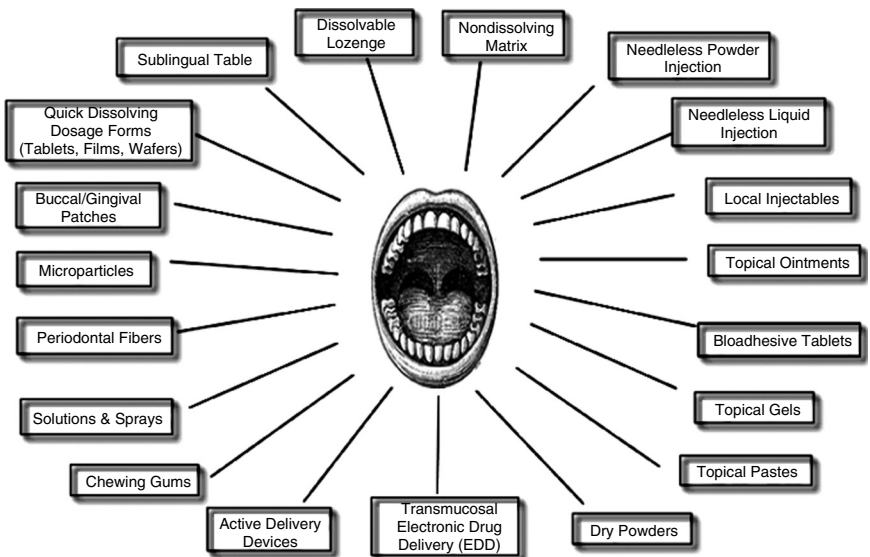 Dissolvable
Lozenge
Nondissolving
Matrix
Sublingual Table
Needleless Powder
Injection
Quick Dissolving
Dosage Forms
(Tablets, Films, Wafers)
Needleless Liquid
Injection
Buccal/Gingival
Patches
Local Injectables
Microparticles
Topical Ointments
Periodontal Fibers
Bloadhesive Tablets
Solutions & Sprays
Topical Gels
Chewing Gums
Topical Pastes
Active Delivery
Devices
Transmucosal
Electronic Drug
Delivery (EDD)
Dry Powders